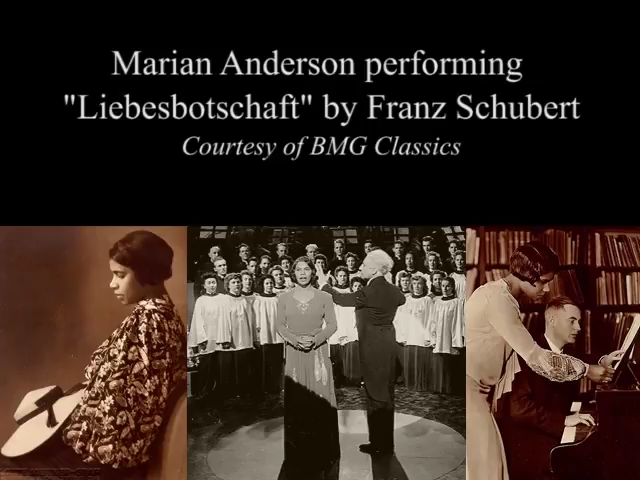 Marian Anderson performing
"Liebesbotschaft" by Franz Schubert
Courtesy of BMG Classics